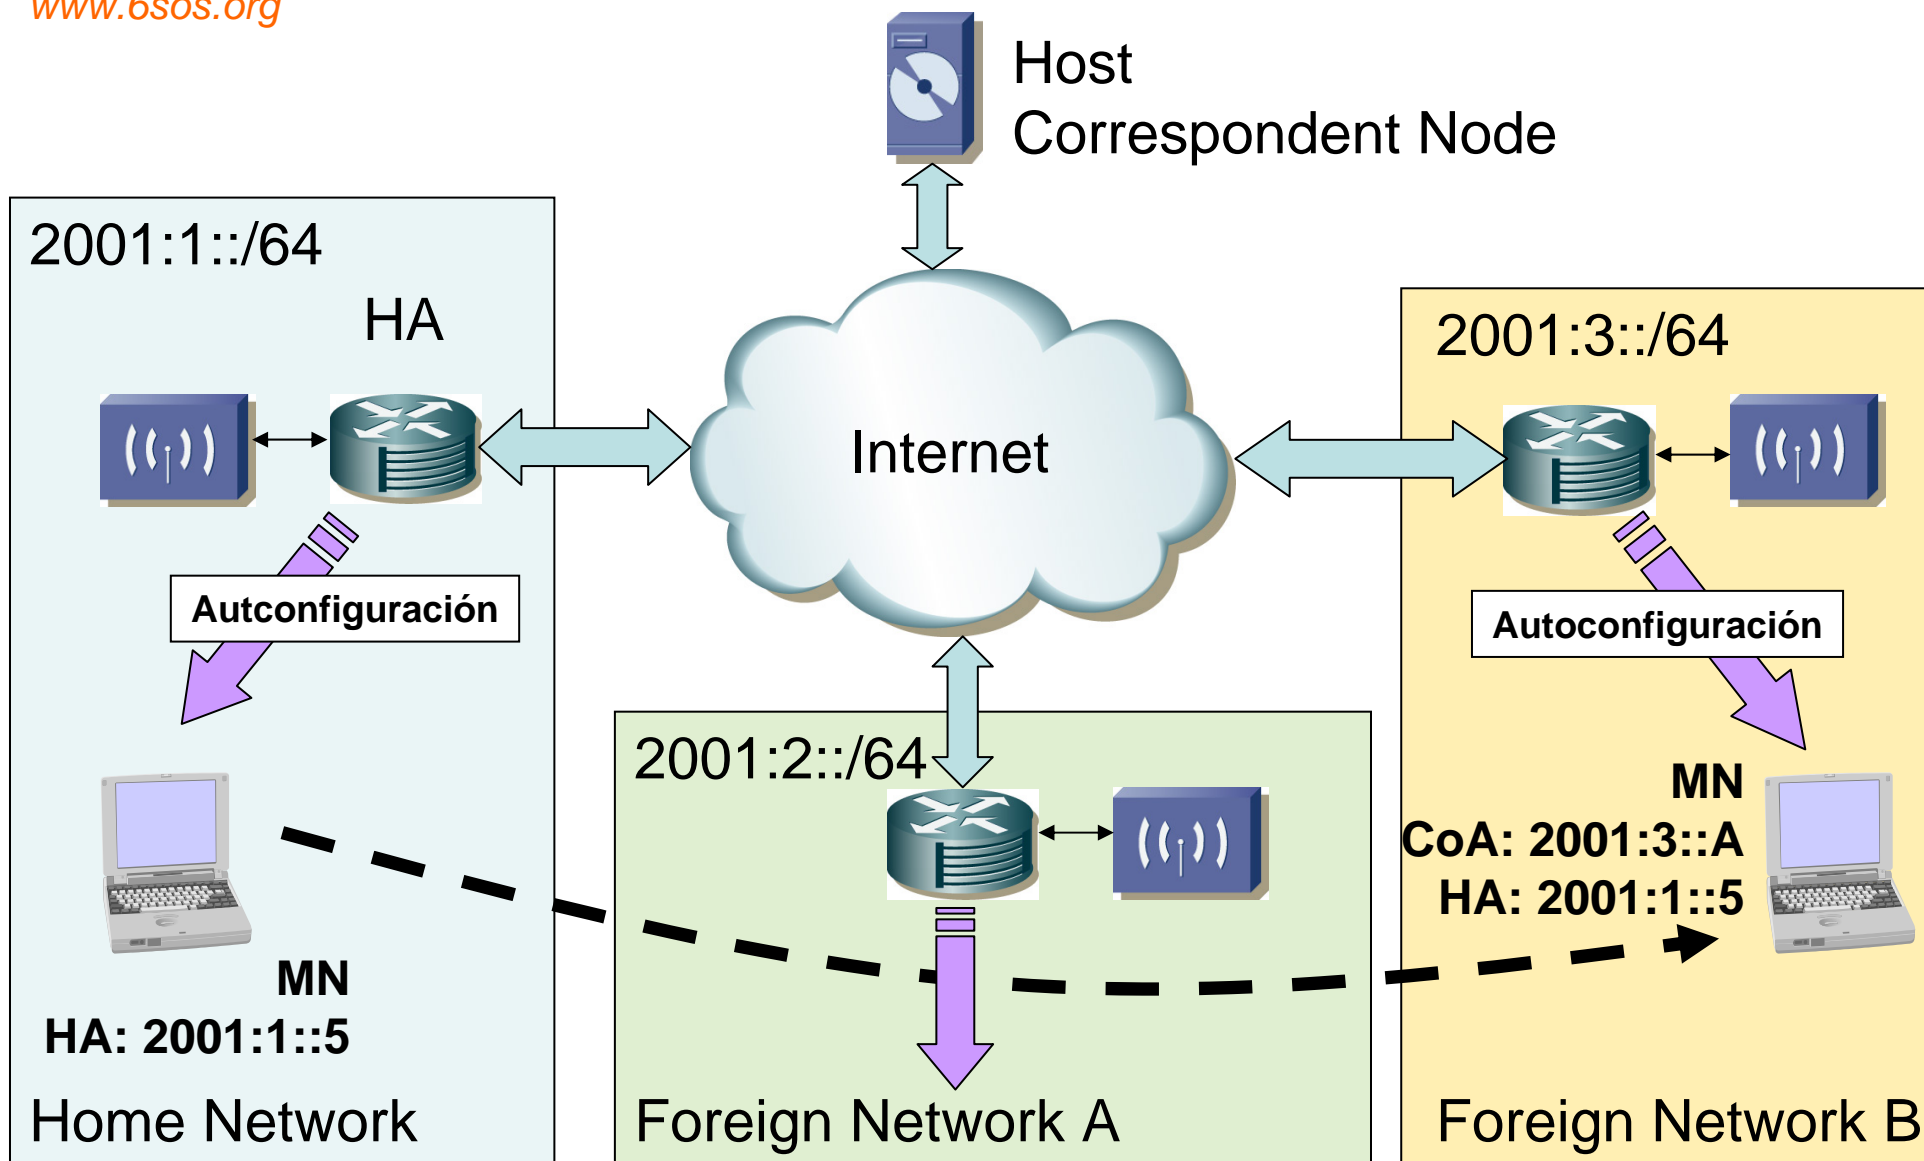 www.6sos.org
Host
Correspondent Node
2001:1::/64
HA
Internet
2001:3::/64
Autconfiguración
Autoconfiguración
2001:2::/64
MN
CoA: 2001:3::A
HA: 2001:1::5
MN
HA: 2001:1::5
Home Network
Foreign Network A
Foreign Network B